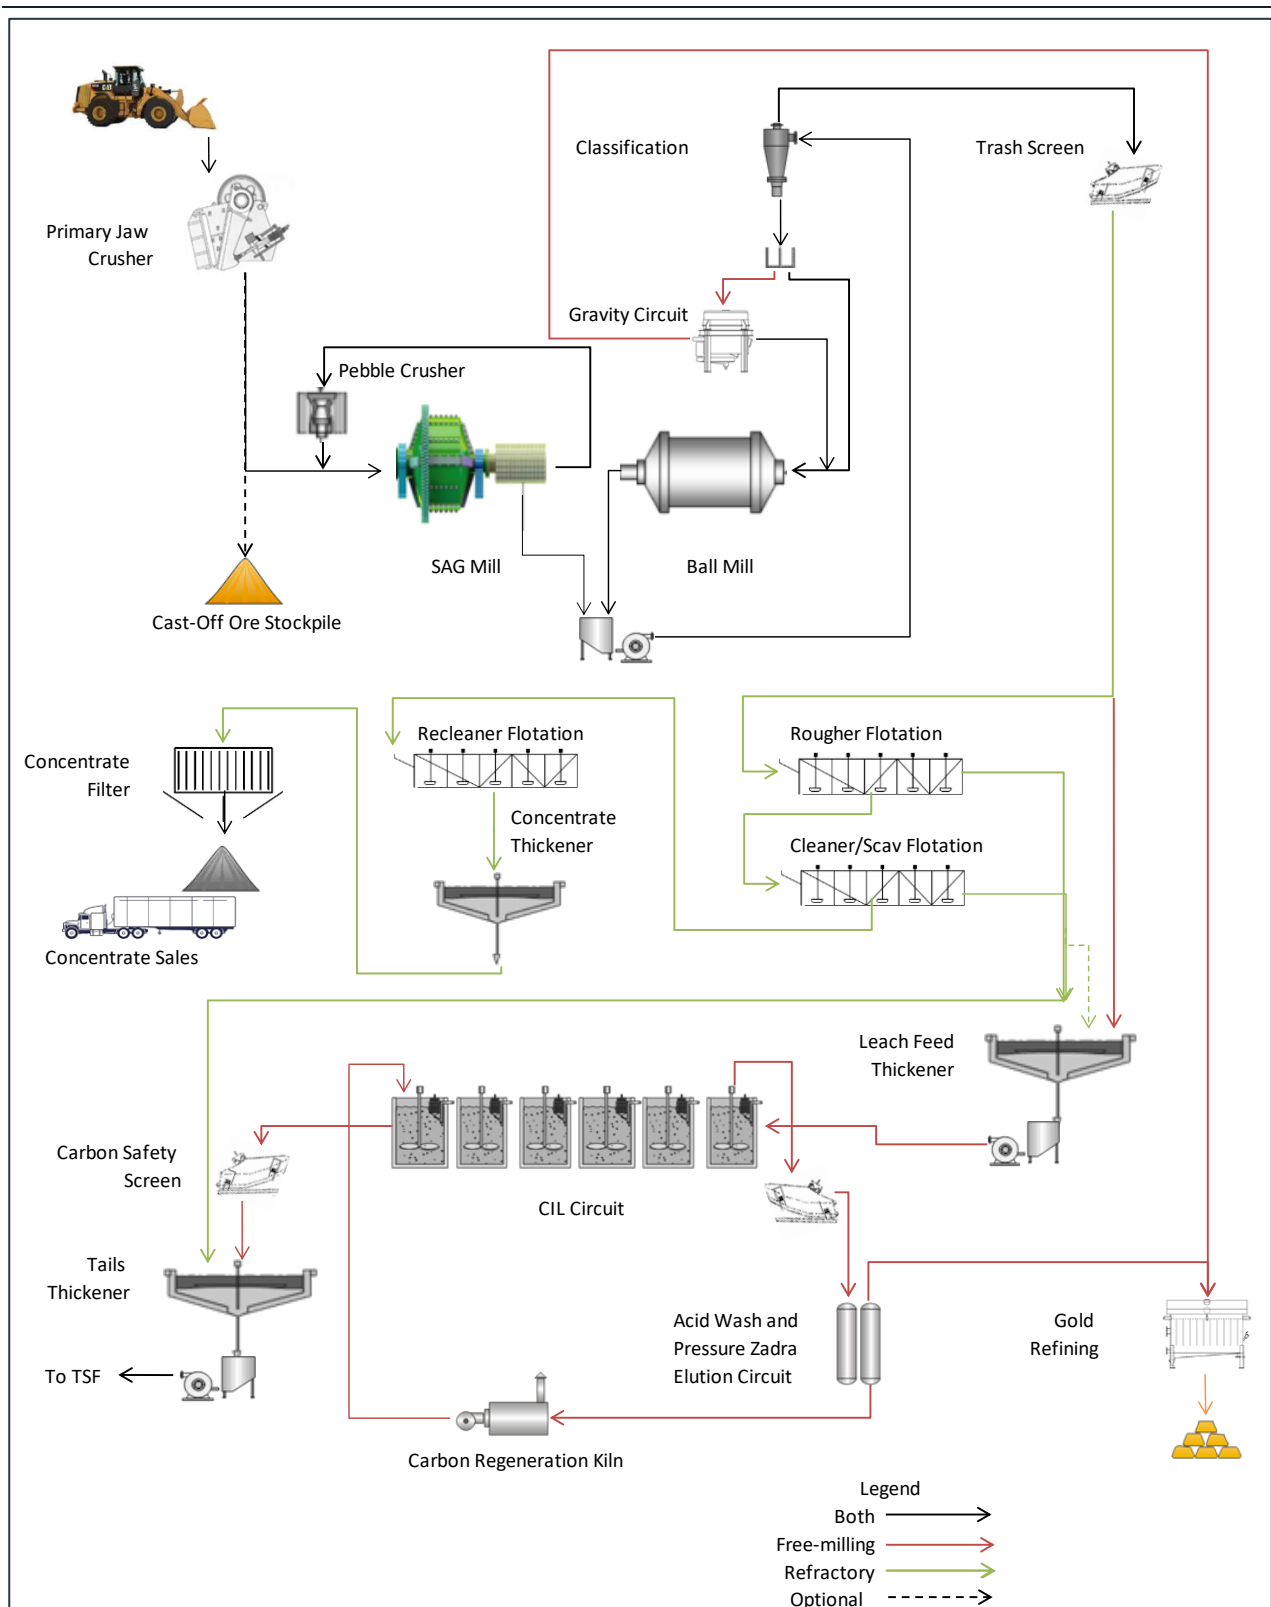 Classification
Trash Screen
Primary Jaw
Crusher
Gravity Circuit
Pebble Crusher
SAG Mill
Ball Mill
Cast-Off Ore Stockpile
Recleaner Flotation
Rougher Flotation
Concentrate
Filter
Concentrate
Thickener
Cleaner/Scav Flotation
Concentrate Sales
Leach Feed
Thickener
Carbon Safety
Screen
CIL Circuit
Tails
Thickener
Acid Wash and
Pressure Zadra
Elution Circuit
Gold
Refining
To TSF
Carbon Regeneration Kiln
Legend
Both
Free-milling
Refractory
Optional